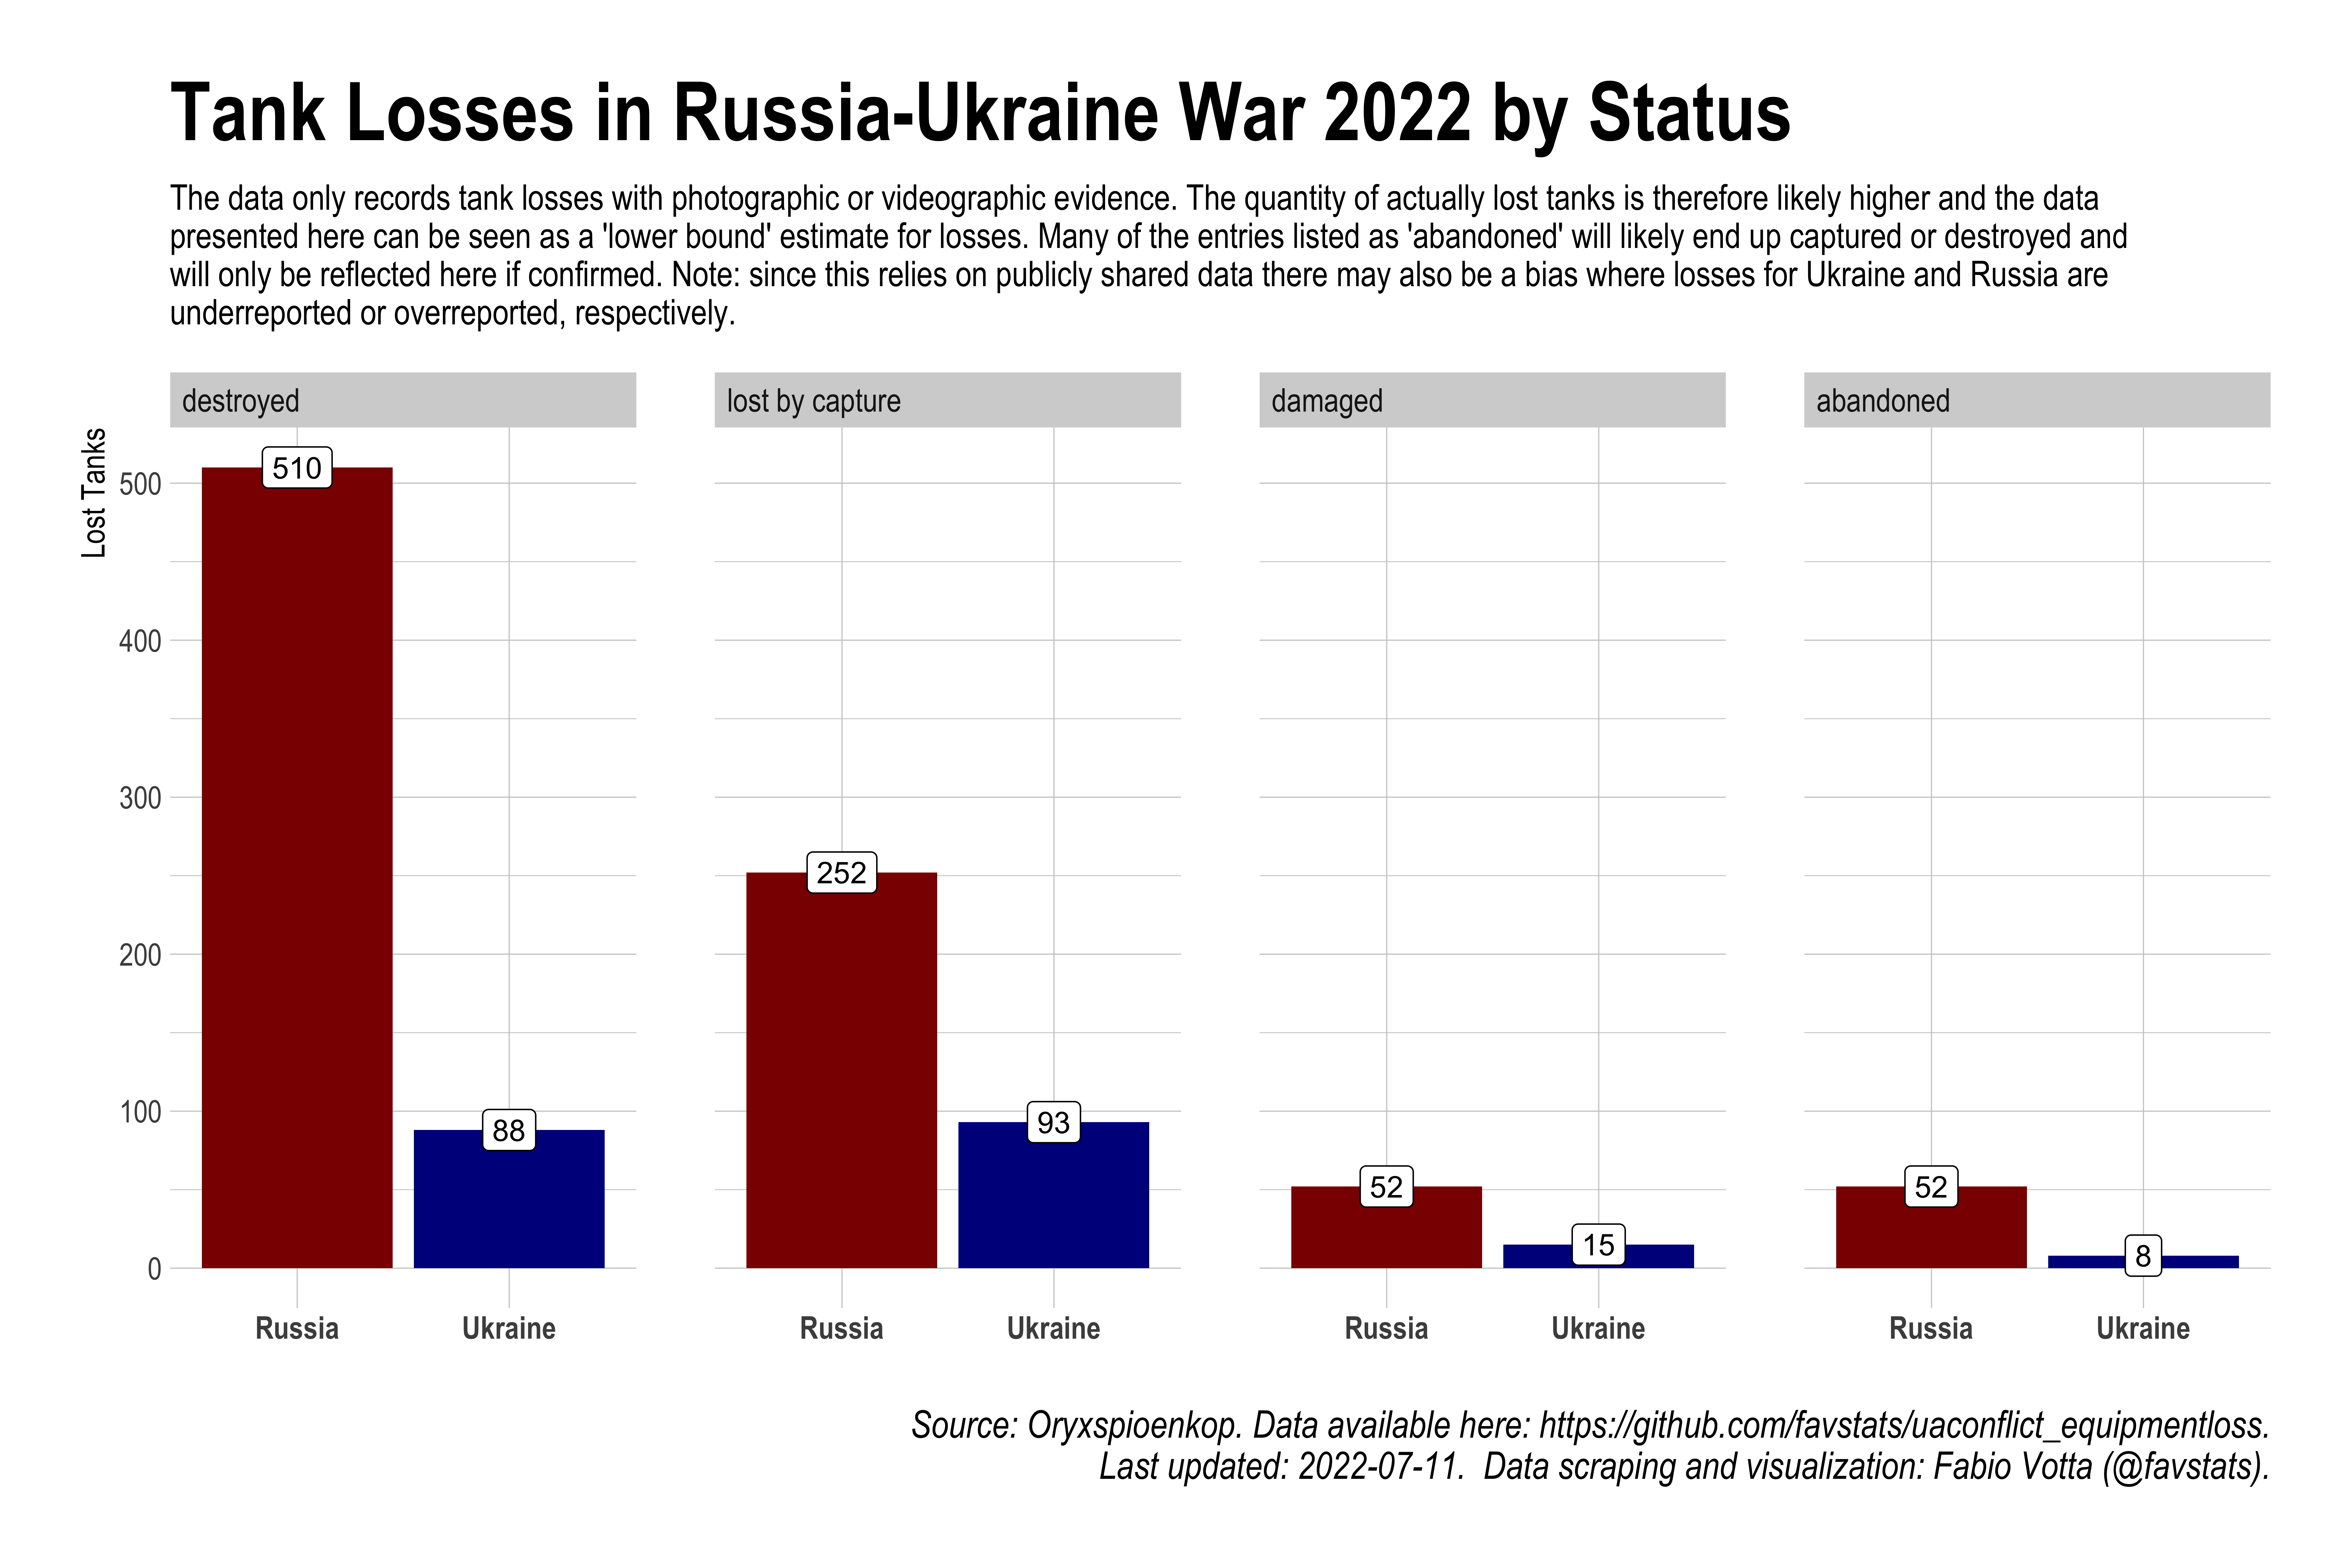 Tank Losses in Russia-Ukraine War 2022 by Status
The data only records tank losses with photographic or videographic evidence. The quantity of actually lost tanks is therefore likely higher and the data
presented here can be seen as a 'lower bound' estimate for losses. Many of the entries listed as 'abandoned' will likely end up captured or destroyed and
will only be reflected here if confirmed. Note: since this relies on publicly shared data there may also be a bias where losses for Ukraine and Russia are
underreported or overreported, respectively.
destroyed
lost by capture
damaged
abandoned
Lost Tanks
500
400
300
200
100
0
510
88
252
93
52
15
52
8
Russia
Ukraine
Russia
Ukraine
Russia
Ukraine
Russia
Ukraine
Source: Oryxspioenkop. Data available here: https://github.com/favstats/uaconflict_equipmentloss.
Last updated: 2022-07-11.  Data scraping and visualization: Fabio Votta (@favstats).